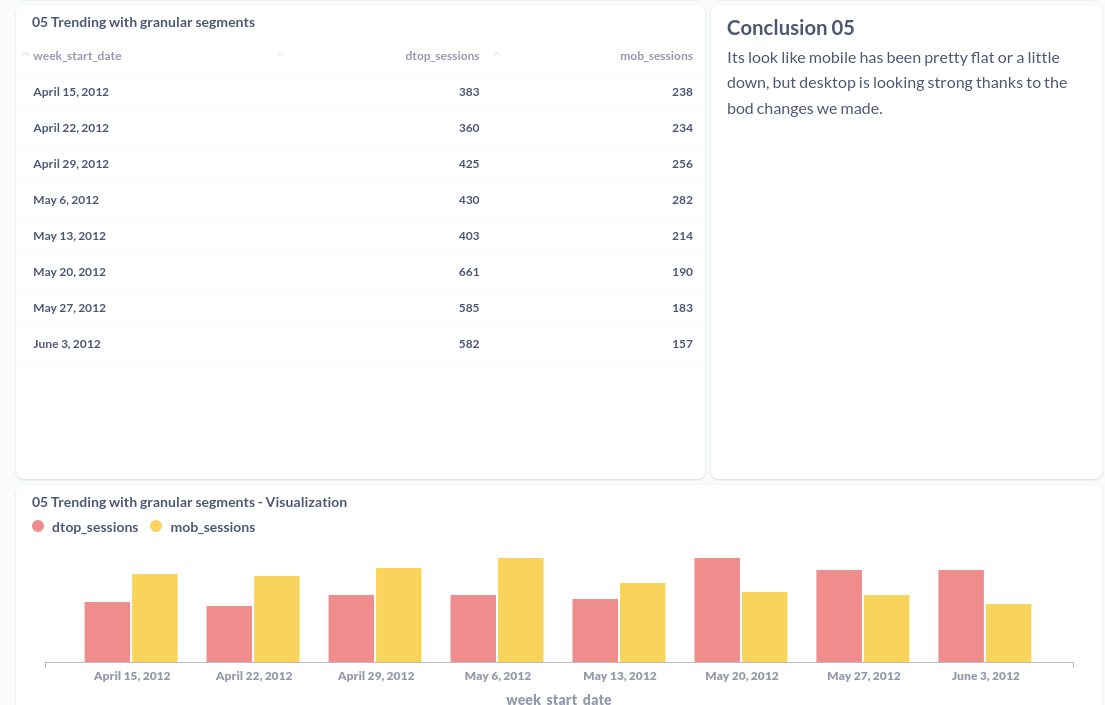 05 Trending with granular segments
week_start_date dtop_sessions mob_sessions
April 15, 2012 383 238
April 22, 2012 360 234
April 29, 2012 425 256
May 6, 2012 430 282
May 13, 2012 403 214
May 20, 2012 661 190
May 27, 2012 585 183
June 3, 2012 582 157
Conclusion 05
Its look like mobile has been pretty flat or a little
down, but desktop is looking strong thanks to the
bod changes we made.
05 Trending with granular segments - Visualization
dtop_sessions mob_sessions
April 15, 2012 April 22, 2012 April 29, 2012 May 6, 2012 May 13, 2012 May 20, 2012 May 27, 2012 June 3, 2012
week_start_date